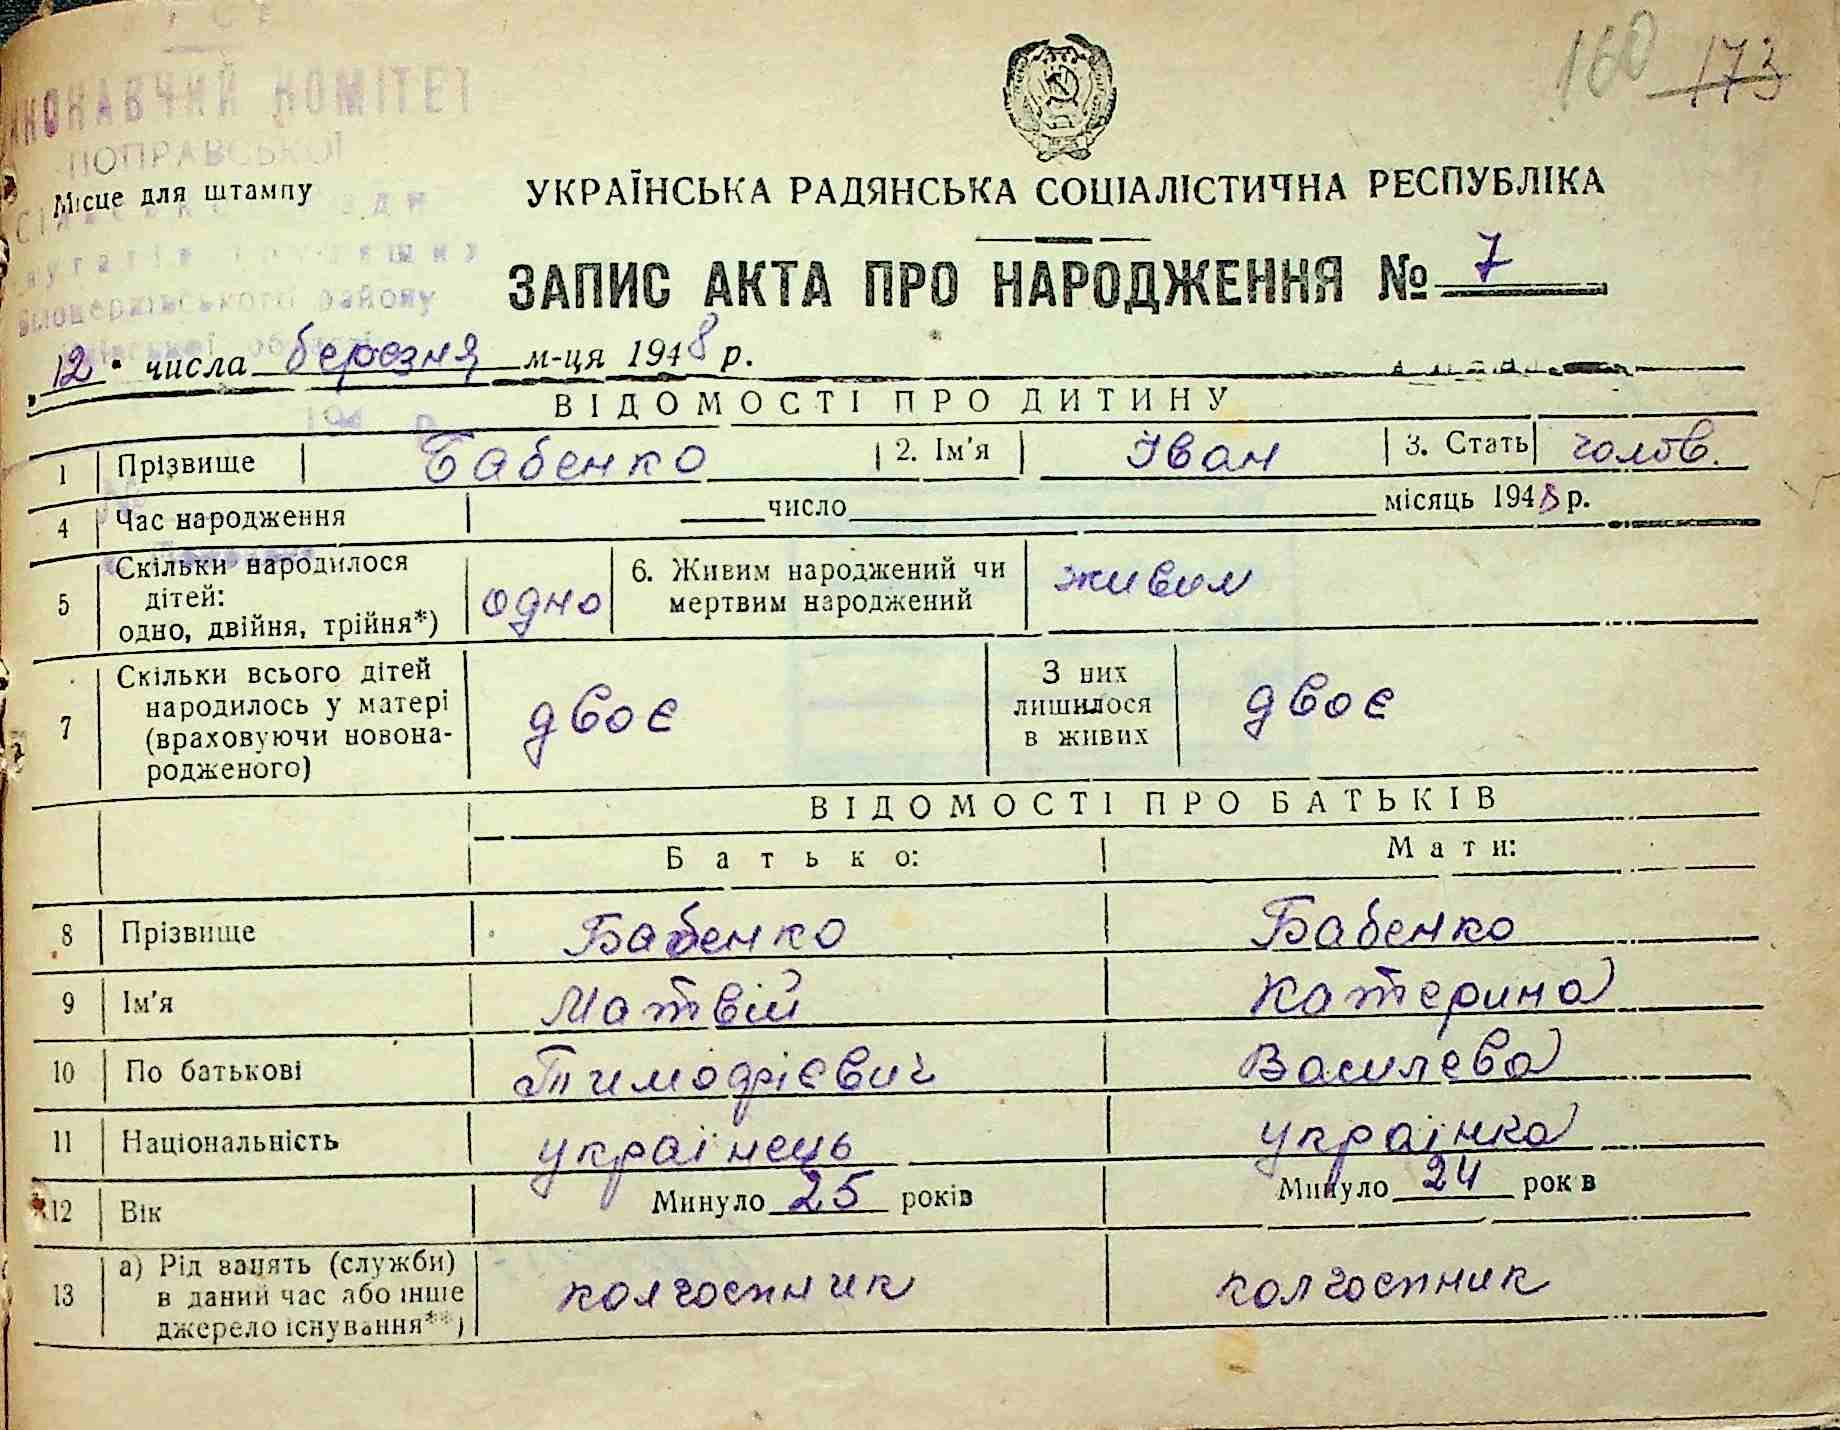 160 173
ИКОНАВЧИЙ КОМІТЕТ
ПОПРАВСЬКОЇ
Місце для штампу
УКРАЇНСЬКА РАДЯНСЬКА СОЦІАЛІСТИЧНА РЕСПУБЛІКА
ЗАПИС АКТА ПРО НАРОДЖЕННЯ № 7
району
12 числа березня м-ця 1948 р.
ВІДОМОСТІ ПРО ДИТИНУ
1 Прізвище Бабенко 2. Ім'я Іван 3. Стать чолов.
4 Час народження число місяць 1948 р.
5 Скільки народилося дітей: одно, двійня, трійня*) одно 6. Живим народжений чи мертвим народжений живим
7 Скільки всього дітей народилось у матері (враховуючи новонародженого) двоє З них лишилося в живих двоє
ВІДОМОСТІ ПРО БАТЬКІВ
Батько: Мати:
8 Прізвище Бабенко Бабенко
9 Ім'я Матвій Катерина
10 По батькові Тимофієвич Василева
11 Національність українець українка
12 Вік Минуло 25 років Минуло 24 рок в
13 а) Рід занять (служби) в даний час або інше джерело існування**) колгоспник колгоспник